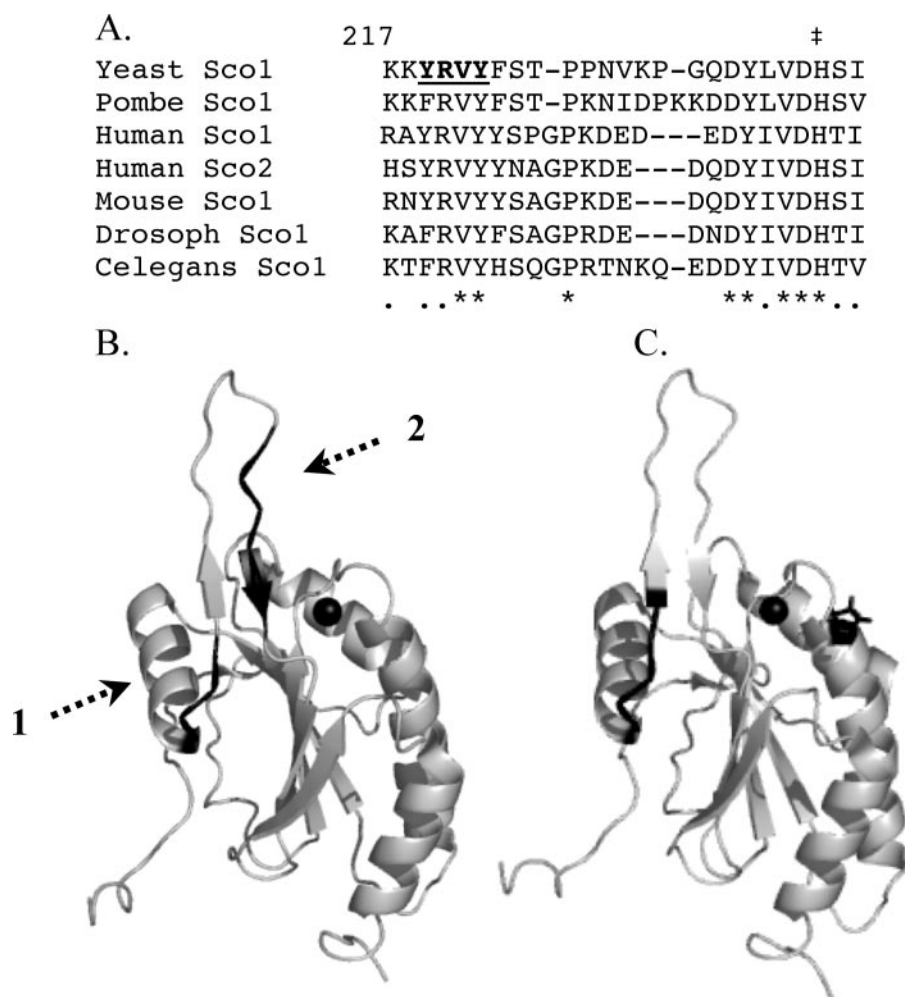 A.
217 ‡
Yeast Sco1 KKYRVYFST-PPNVKP-GQDYLVDHSI
Pombe Sco1 KKFRVYFST-PKNIDPKKDDYLVDHSV
Human Sco1 RAYRVYYSPGPKDED---EDYIVDHTI
Human Sco2 HSYRVYYNAGPKDE---DQDYIVDHSI
Mouse Sco1 RNYRVYYSAGPKDE---DQDYIVDHSI
Drosoph Sco1 KAFRVYFSAGPRDE---DNDYIVDHTI
Celegans Sco1 KTFRVYHSQGPRTNKQ-EDDYIVDHTV
. ..** * **.***..
B. C.
2
1